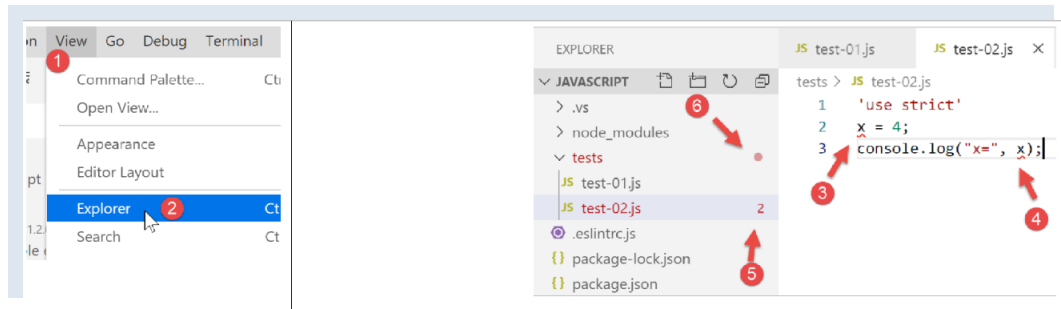 on View Go Debug Terminal
1
Command Palette... Ct
Open View...
Appearance
Editor Layout
pt
Explorer 2 Ct
1.2.
Search Ct
le
EXPLORER
JAVASCRIPT
6
> .vs
> node_modules
tests
JS test-01.js
JS test-02.js 2
.eslintrc.js
5
{} package-lock.json
{} package.json
JS test-01.js JS test-02.js ×
tests > JS test-02.js
1 'use strict'
2 x = 4;
3 console.log("x=", x);
3
4